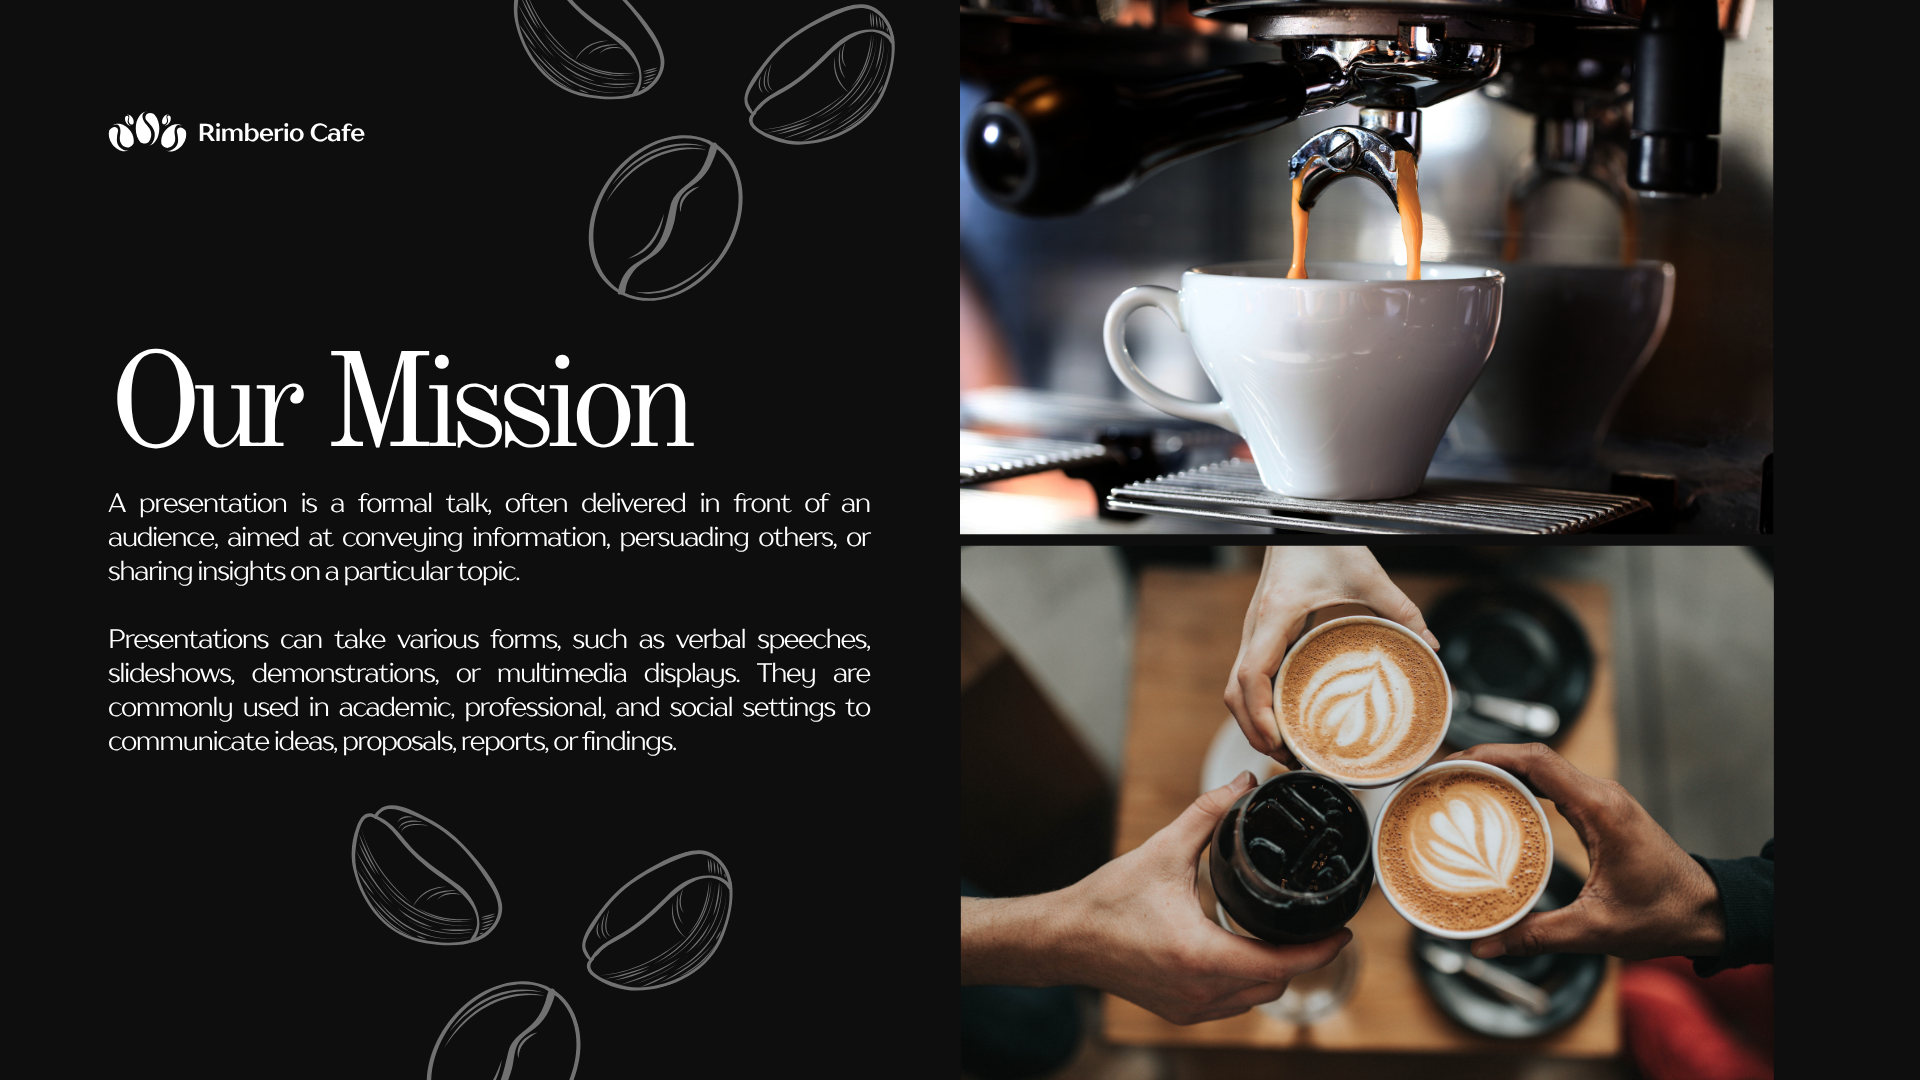 Rimberio Cafe
Our Mission
A presentation is a formal talk, often delivered in front of an
audience, aimed at conveying information, persuading others, or
sharing insights on a particular topic.
Presentations can take various forms, such as verbal speeches,
slideshows, demonstrations, or multimedia displays. They are
commonly used in academic, professional, and social settings to
communicate ideas, proposals, reports, or findings.